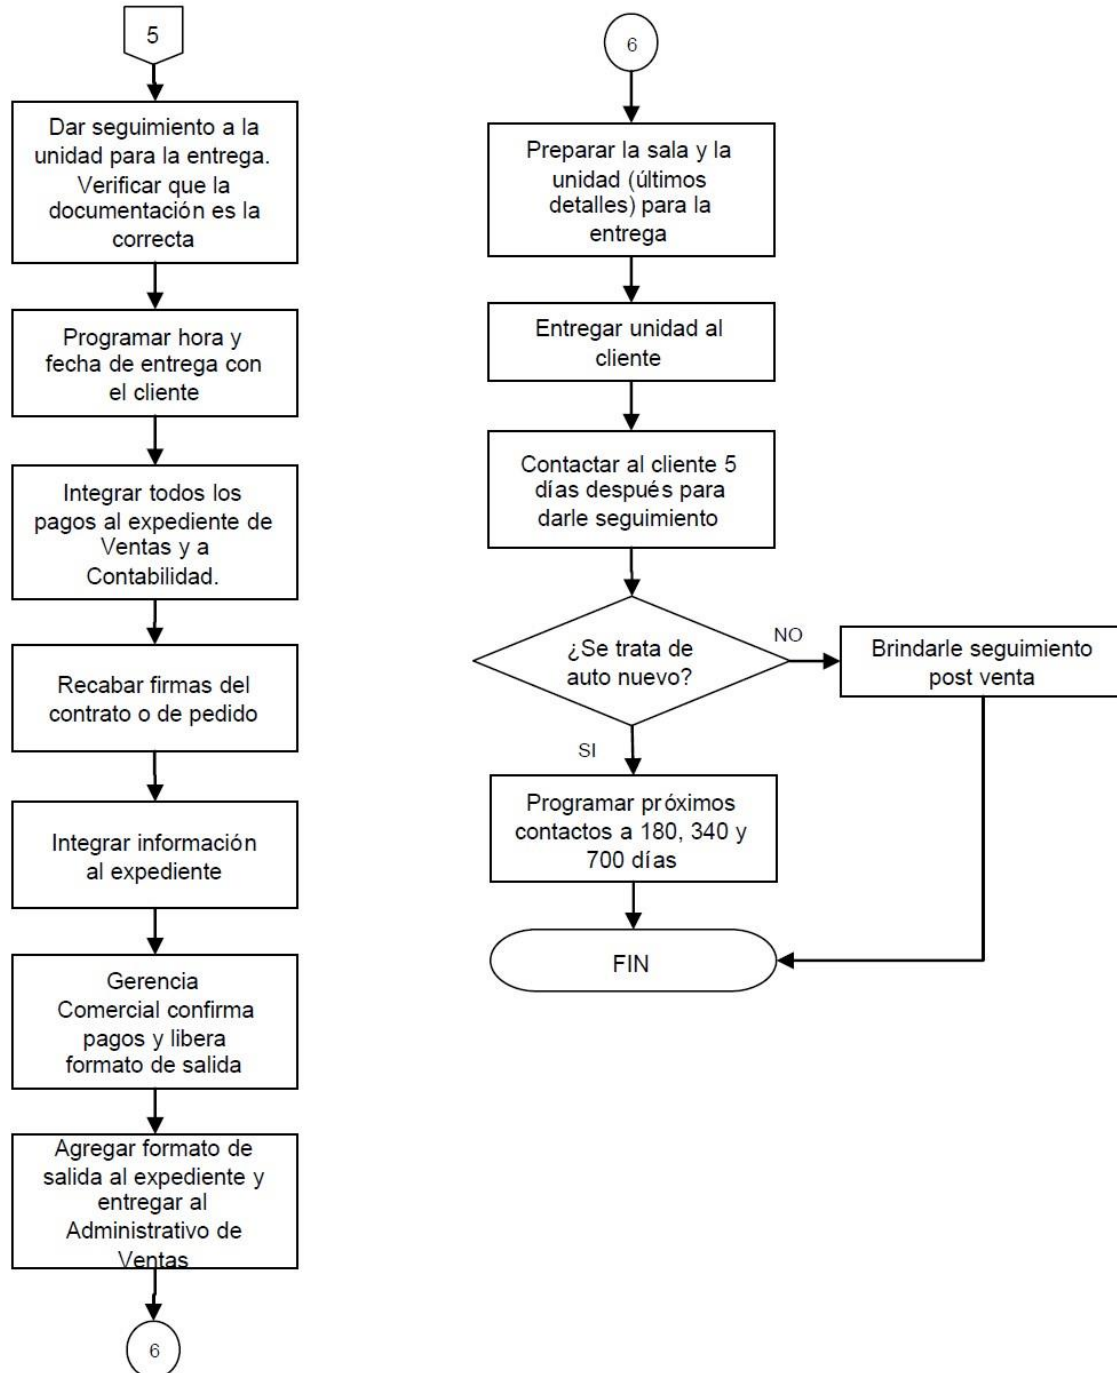 5
Dar seguimiento a la
unidad para la entrega.
Verificar que la
documentación es la
correcta
Programar hora y
fecha de entrega con
el cliente
Integrar todos los
pagos al expediente de
Ventas y a
Contabilidad.
Recabar firmas del
contrato o de pedido
Integrar información
al expediente
Gerencia
Comercial confirma
pagos y libera
formato de salida
Agregar formato de
salida al expediente y
entregar al
Administrativo de
Ventas
6
6
Preparar la sala y la
unidad (últimos
detalles) para la
entrega
Entregar unidad al
cliente
Contactar al cliente 5
días después para
darle seguimiento
¿Se trata de
auto nuevo?
NO
Brindarle seguimiento
post venta
SI
Programar próximos
contactos a 180, 340 y
700 días
FIN